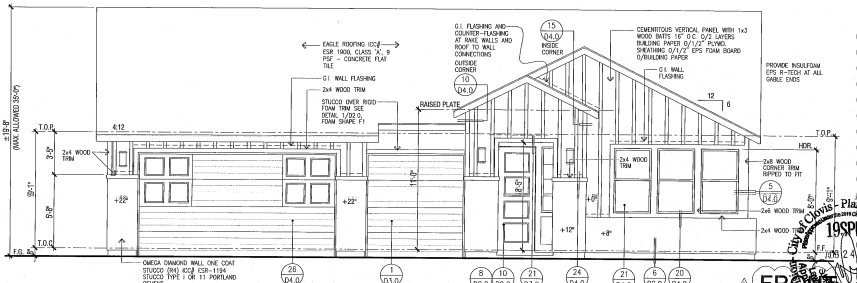 EAGLE ROOFING ICC#
ESR 1900, CLASS 'A', 9
PSF - CONCRETE FLAT
TILE
G.I. FLASHING AND
COUNTER-FLASHING
AT RAKE WALLS AND
ROOF TO WALL
CONNECTIONS
15
D4.0
INSIDE
CORNER
OUTSIDE
CORNER
10
D4.0
CEMENTITOUS VERTICAL PANEL WITH 1x3
WOOD BATTS 16" O.C. O/2 LAYERS
BUILDING PAPER O/1/2" PLYWD.
SHEATHING O/1/2" EPS FOAM BOARD
O/BUILDING PAPER
G.I. WALL
FLASHING
PROVIDE INSULFOAM
EPS R-TECH AT ALL
GABLE ENDS
12
6
G.I. WALL FLASHING
2x4 WOOD TRIM
STUCCO OVER RIGID
FOAM TRIM SEE
DETAIL 1/D2.0,
FOAM SHAPE F1
RAISED PLATE
±19'-8"
(MAX. ALLOWED 35'-0")
T.O.P.
4:12
2x4 WOOD
TRIM
3'-5"
9'-1"
5'-8"
T.O.C.
F.G.
+22"
+22"
11'-0"
8'-5"
2x4 WOOD
TRIM
+12"
+8"
T.O.P.
HDR.
2x8 WOOD
CORNER TRIM
RIPPED TO FIT
5
D4.0
8'-0"
9'-1"
2x6 WOOD TRIM
2x4 WOOD TRIM
F.F.
City of Clovis - Pla
OMEGA DIAMOND WALL ONE COAT
STUCCO (R4) ICC# ESR-1194
STUCCO TYPE I OR 11 PORTLAND
26
D4.0
1
D3.0
8
10
21
24
D4.0
21
6
20